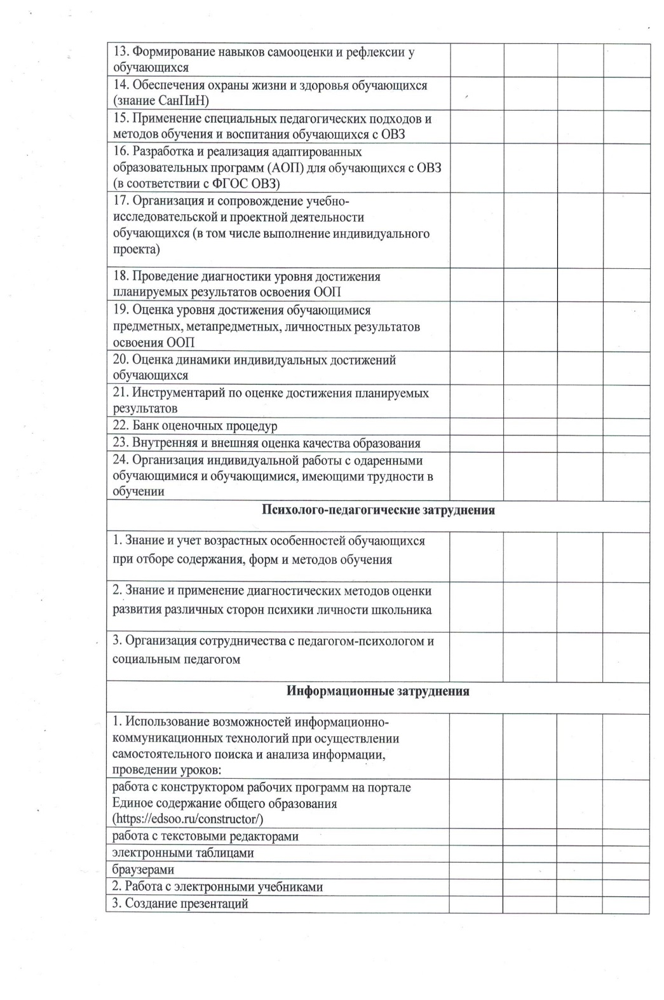 13. Формирование навыков самооценки и рефлексии у
обучающихся
14. Обеспечения охраны жизни и здоровья обучающихся
(знание СанПиН)
15. Применение специальных педагогических подходов и
методов обучения и воспитания обучающихся с ОВЗ
16. Разработка и реализация адаптированных
образовательных программ (АОП) для обучающихся с ОВЗ
(в соответствии с ФГОС ОВЗ)
17. Организация и сопровождение учебно-
исследовательской и проектной деятельности
обучающихся (в том числе выполнение индивидуального
проекта)
18. Проведение диагностики уровня достижения
планируемых результатов освоения ООП
19. Оценка уровня достижения обучающимися
предметных, метапредметных, личностных результатов
освоения ООП
20. Оценка динамики индивидуальных достижений
обучающихся
21. Инструментарий по оценке достижения планируемых
результатов
22. Банк оценочных процедур
23. Внутренняя и внешняя оценка качества образования
24. Организация индивидуальной работы с одаренными
обучающимися и обучающимися, имеющими трудности в
обучении
Психолого-педагогические затруднения
1. Знание и учет возрастных особенностей обучающихся
при отборе содержания, форм и методов обучения
2. Знание и применение диагностических методов оценки
развития различных сторон психики личности школьника
3. Организация сотрудничества с педагогом-психологом и
социальным педагогом
Информационные затруднения
1. Использование возможностей информационно-
коммуникационных технологий при осуществлении
самостоятельного поиска и анализа информации,
проведении уроков:
работа с конструктором рабочих программ на портале
Единое содержание общего образования
(https://edsoo.ru/constructor/)
работа с текстовыми редакторами
электронными таблицами
браузерами
2. Работа с электронными учебниками
3. Создание презентаций